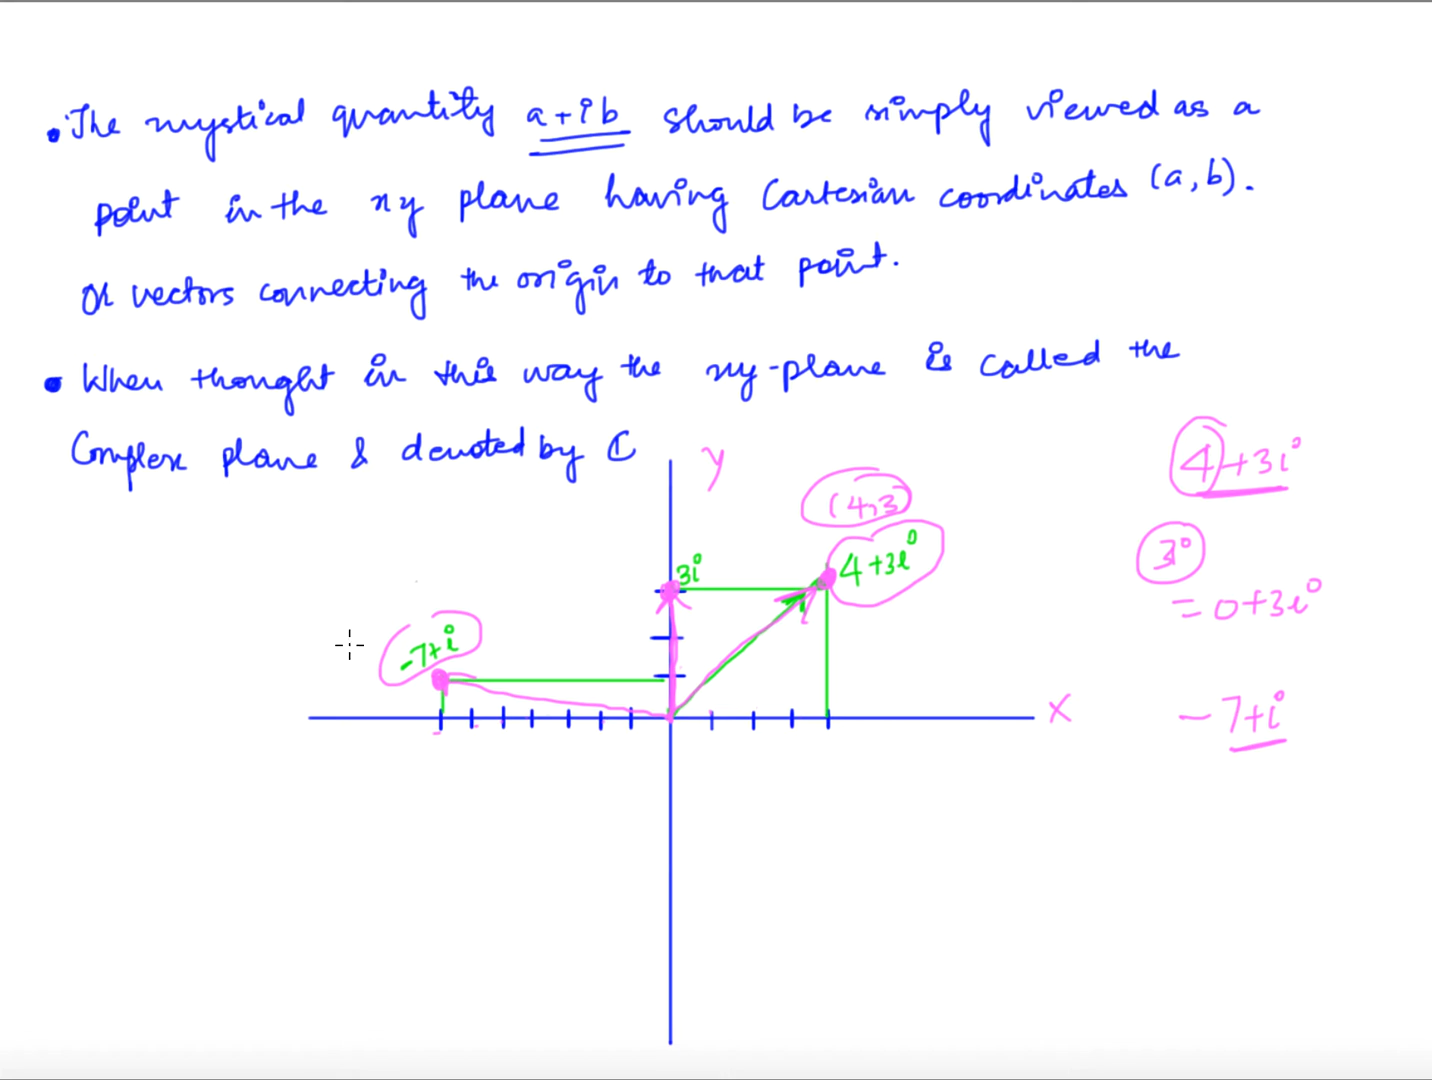 • The mystical quantity a+ib should be simply viewed as a
point in the xy plane having Cartesian coordinates (a,b).
or vectors connecting the origin to that point.
• When thought in this way the xy-plane is called the
Complex plane & denoted by ℂ
y
4+3i
(4,3)
3i
4+3i
3i
= 0+3i
-7+i
x
-7+i